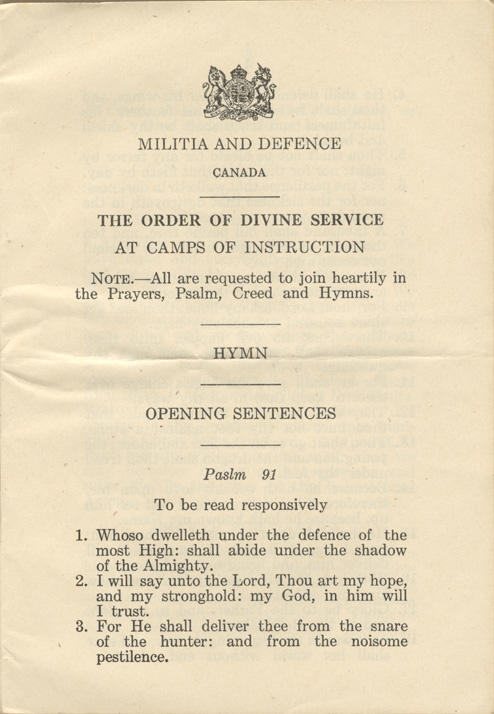 MILITIA AND DEFENCE
CANADA
THE ORDER OF DIVINE SERVICE
AT CAMPS OF INSTRUCTION
NOTE.—All are requested to join heartily in
the Prayers, Psalm, Creed and Hymns.
HYMN
OPENING SENTENCES
Paslm 91
To be read responsively
1. Whoso dwelleth under the defence of the
most High: shall abide under the shadow
of the Almighty.
2. I will say unto the Lord, Thou art my hope,
and my stronghold: my God, in him will
I trust.
3. For He shall deliver thee from the snare
of the hunter: and from the noisome
pestilence.